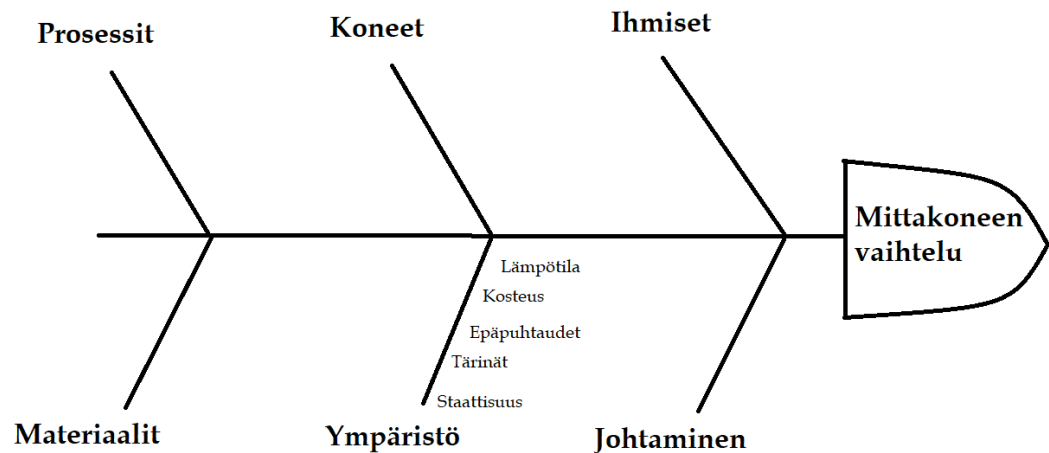 Prosessit
Koneet
Ihmiset
Mittakoneen
vaihtelu
Lämpötila
Kosteus
Epäpuhtaudet
Tärinät
Staattisuus
Materiaalit
Ympäristö
Johtaminen